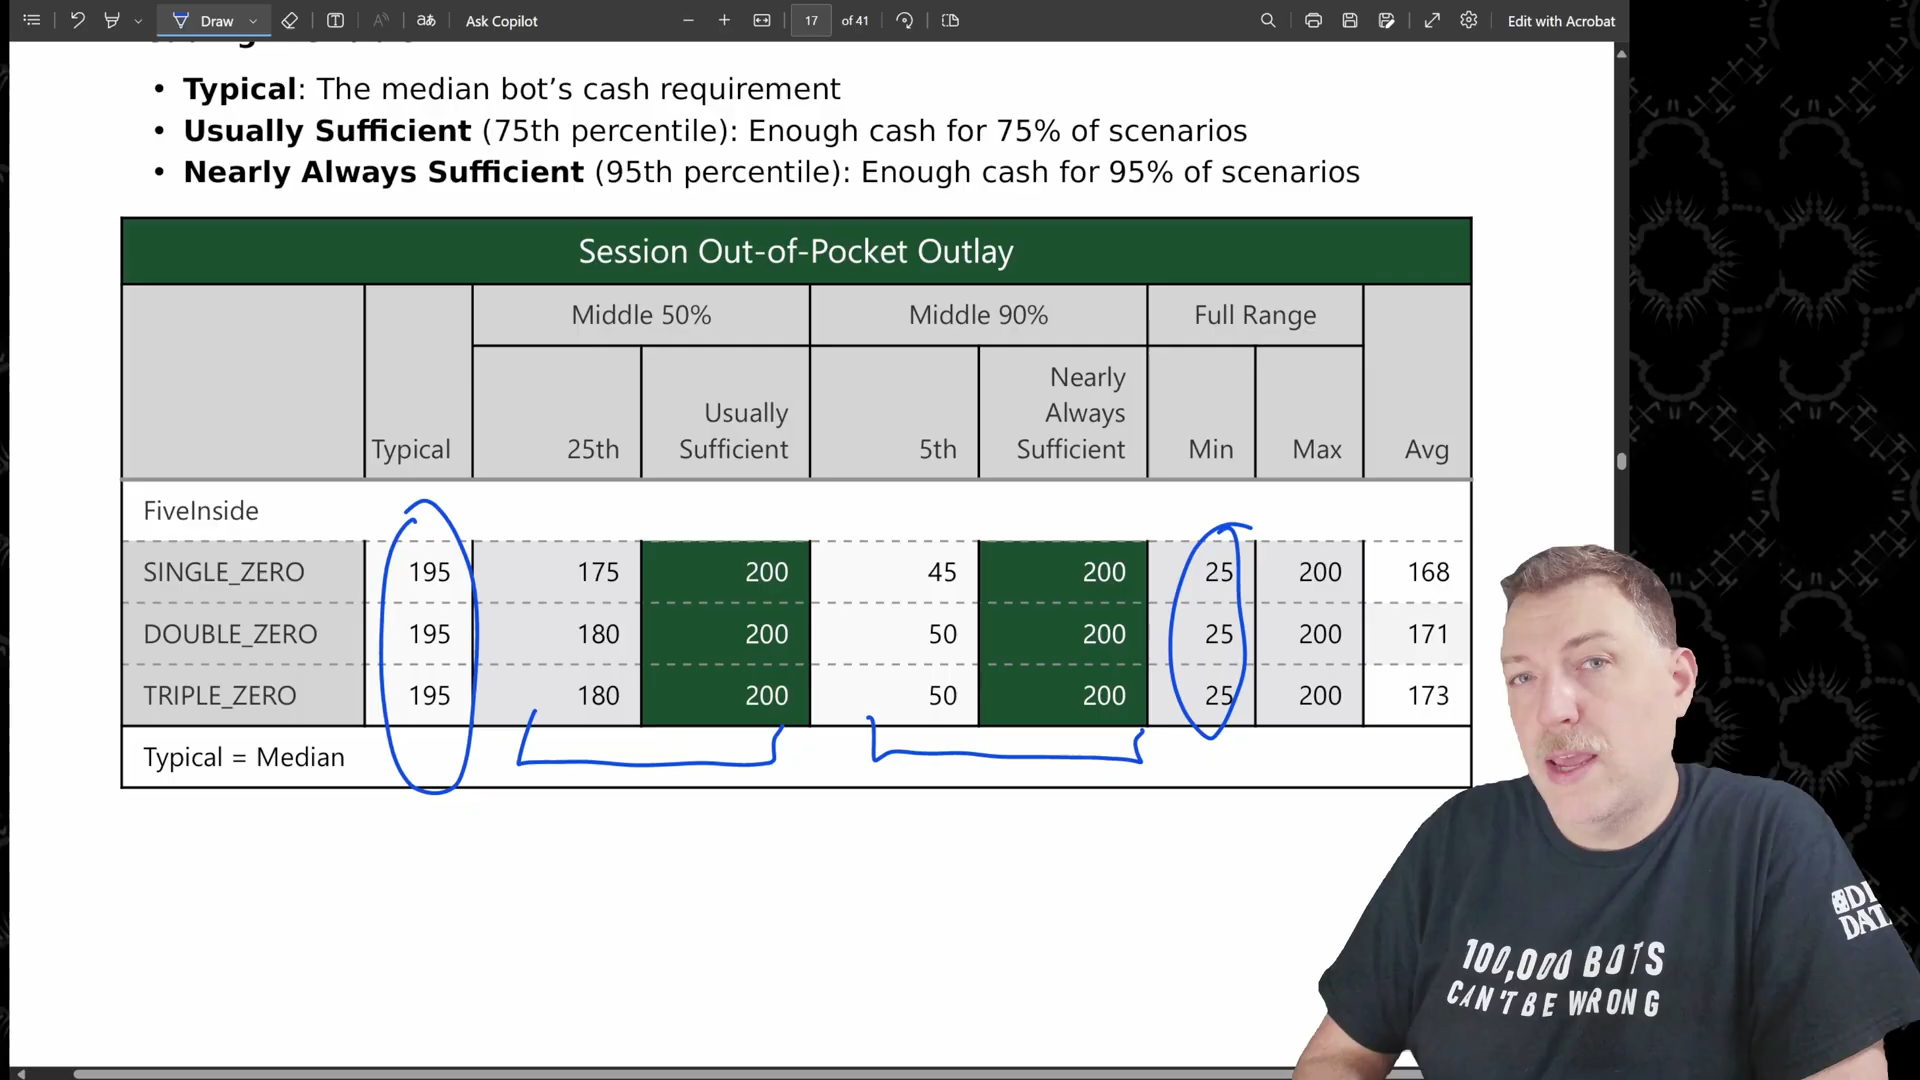 Draw
Ask Copilot
17 of 41
Edit with Acrobat
• Typical: The median bot’s cash requirement
• Usually Sufficient (75th percentile): Enough cash for 75% of scenarios
• Nearly Always Sufficient (95th percentile): Enough cash for 95% of scenarios
Session Out-of-Pocket Outlay
Middle 50% Middle 90% Full Range
Typical 25th Usually Sufficient 5th Nearly Always Sufficient Min Max Avg
FiveInside
SINGLE_ZERO 195 175 200 45 200 25 200 168
DOUBLE_ZERO 195 180 200 50 200 25 200 171
TRIPLE_ZERO 195 180 200 50 200 25 200 173
Typical = Median
100,000 BOTS
CAN'T BE WRONG